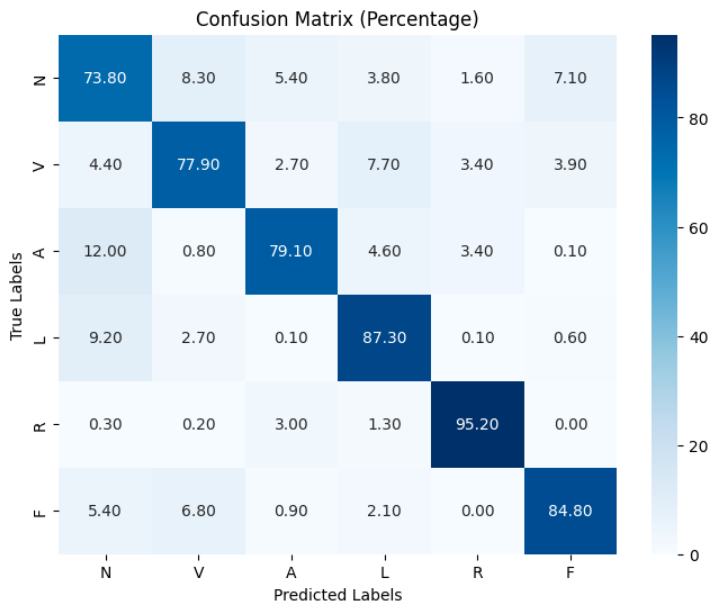 Confusion Matrix (Percentage)
N 73.80 8.30 5.40 3.80 1.60 7.10
V 4.40 77.90 2.70 7.70 3.40 3.90
A 12.00 0.80 79.10 4.60 3.40 0.10
L 9.20 2.70 0.10 87.30 0.10 0.60
R 0.30 0.20 3.00 1.30 95.20 0.00
F 5.40 6.80 0.90 2.10 0.00 84.80
N V A L R F
Predicted Labels
True Labels
80
60
40
20
0